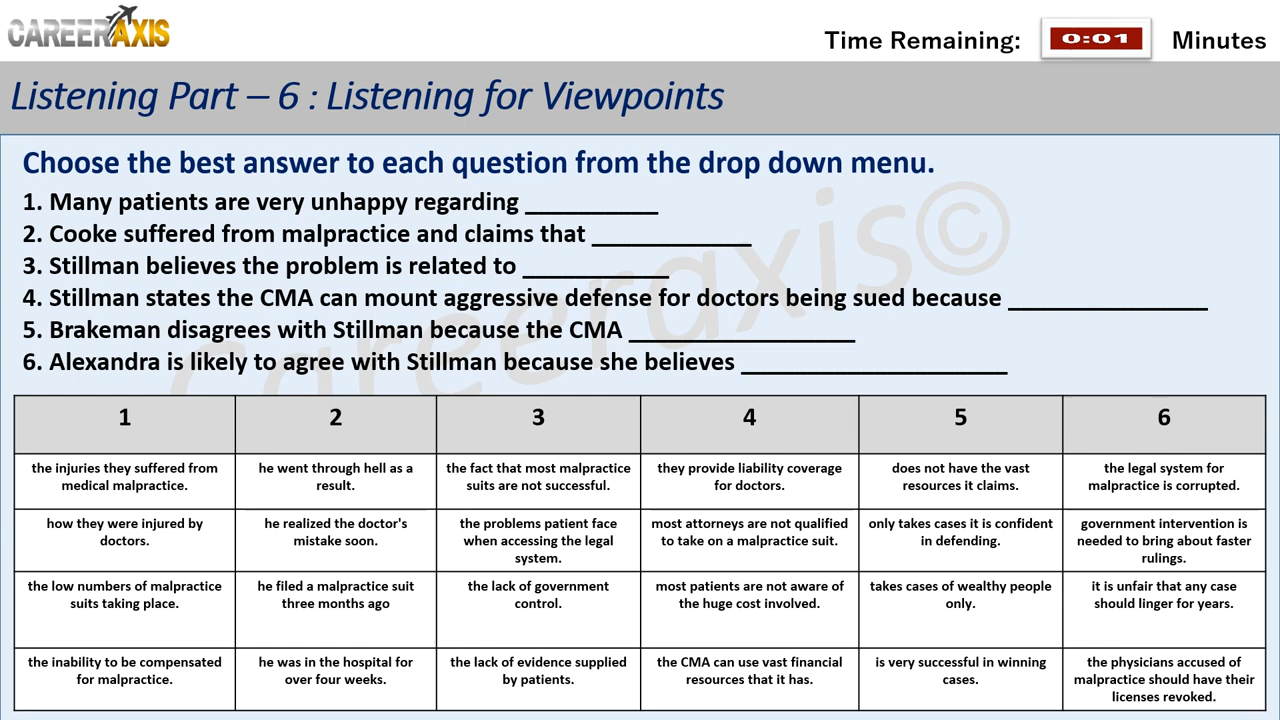 CAREERAXIS
Time Remaining: 0:01 Minutes
Listening Part – 6 : Listening for Viewpoints
Choose the best answer to each question from the drop down menu.
1. Many patients are very unhappy regarding __________
2. Cooke suffered from malpractice and claims that ____________
3. Stillman believes the problem is related to ___________
4. Stillman states the CMA can mount aggressive defense for doctors being sued because _______________
5. Brakeman disagrees with Stillman because the CMA _________________
6. Alexandra is likely to agree with Stillman because she believes ____________________
Careeraxis©
1 2 3 4 5 6
the injuries they suffered from
medical malpractice.
he went through hell as a
result.
the fact that most malpractice
suits are not successful.
they provide liability coverage
for doctors.
does not have the vast
resources it claims.
the legal system for
malpractice is corrupted.
how they were injured by
doctors.
he realized the doctor's
mistake soon.
the problems patient face
when accessing the legal
system.
most attorneys are not qualified
to take on a malpractice suit.
only takes cases it is confident
in defending.
government intervention is
needed to bring about faster
rulings.
the low numbers of malpractice
suits taking place.
he filed a malpractice suit
three months ago
the lack of government
control.
most patients are not aware of
the huge cost involved.
takes cases of wealthy people
only.
it is unfair that any case
should linger for years.
the inability to be compensated
for malpractice.
he was in the hospital for
over four weeks.
the lack of evidence supplied
by patients.
the CMA can use vast financial
resources that it has.
is very successful in winning
cases.
the physicians accused of
malpractice should have their
licenses revoked.